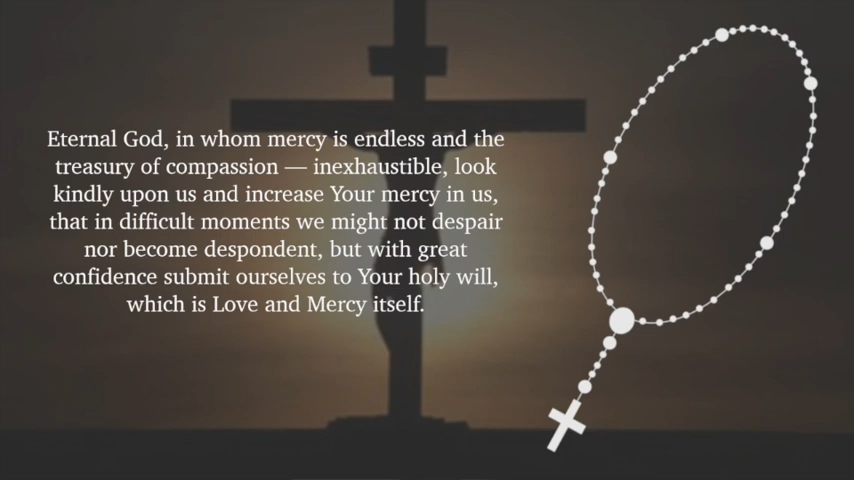 Eternal God, in whom mercy is endless and the
treasury of compassion — inexhaustible, look
kindly upon us and increase Your mercy in us,
that in difficult moments we might not despair
nor become despondent, but with great
confidence submit ourselves to Your holy will,
which is Love and Mercy itself.